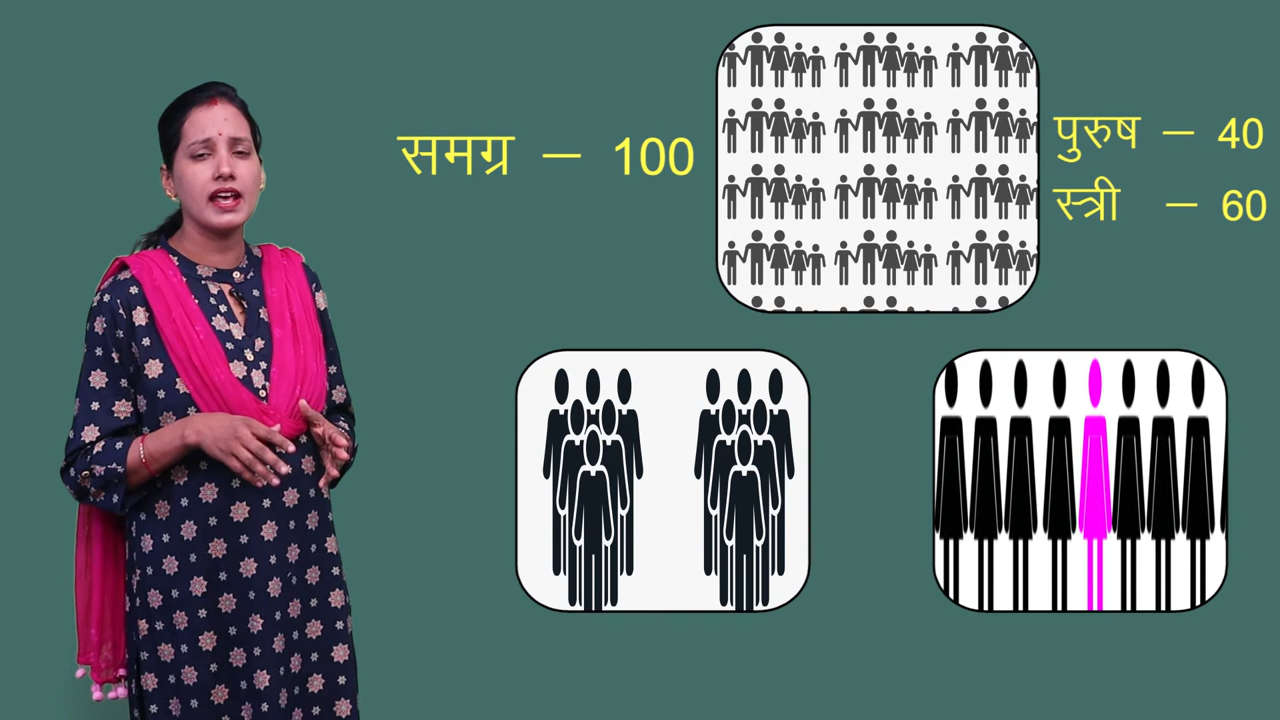 समग्र – 100
पुरुष – 40
स्त्री – 60